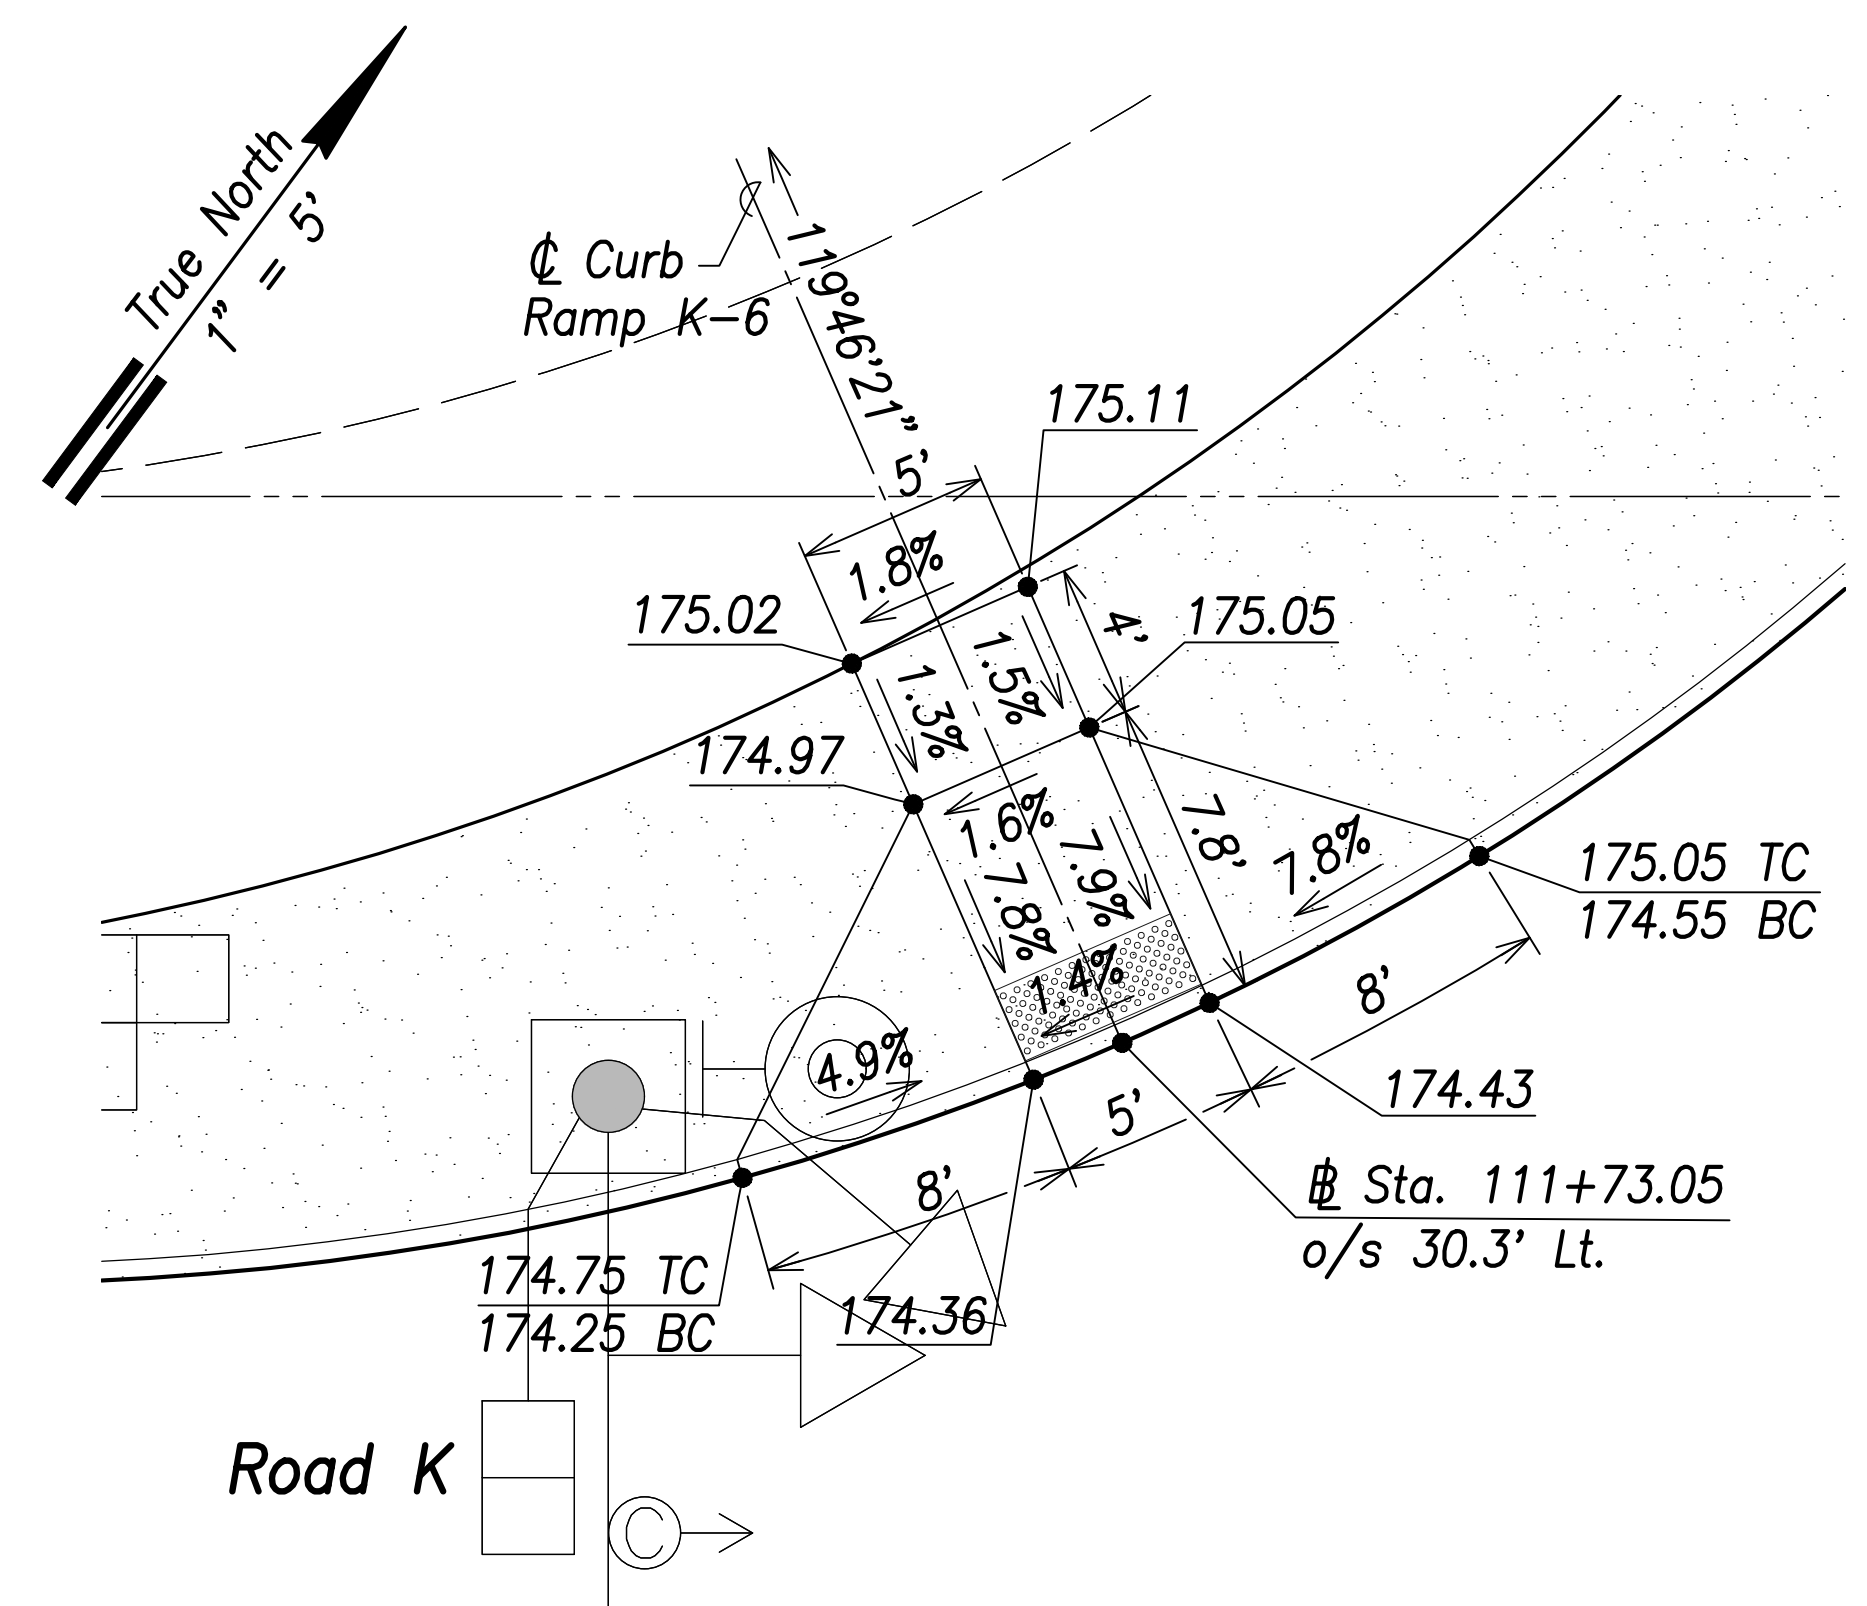 True North
1” = 5’
℄ Curb
Ramp K-6
119°46’21”
5’
175.11
1.8%
175.02
4’
175.05
1.5%
1.3%
174.97
1.6%
7.9%
7.8’
7.8%
7.8%
175.05 TC
174.55 BC
1.4%
8’
4.9%
174.43
5’
8’
BL Sta. 111+73.05
o/s 30.3’ Lt.
174.75 TC
174.25 BC
174.36
Road K
C